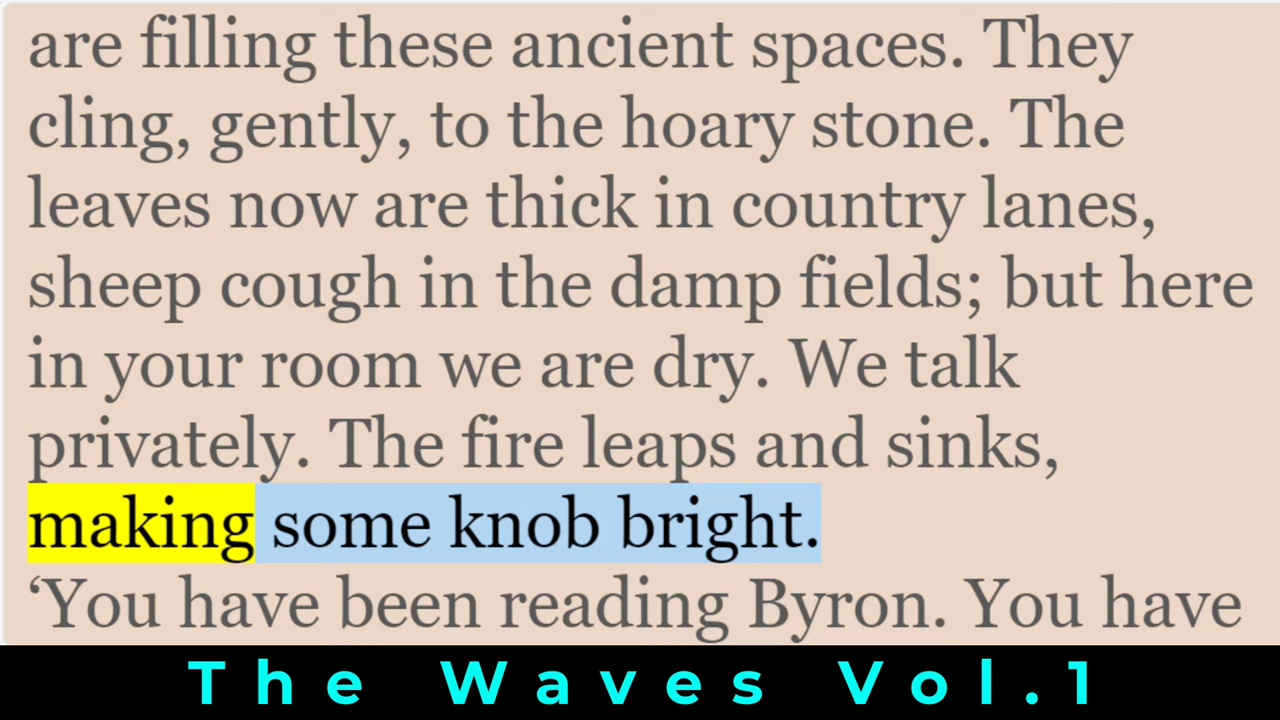 are filling these ancient spaces. They
cling, gently, to the hoary stone. The
leaves now are thick in country lanes,
sheep cough in the damp fields; but here
in your room we are dry. We talk
privately. The fire leaps and sinks,
making some knob bright.
‘You have been reading Byron. You have
The Waves Vol.1